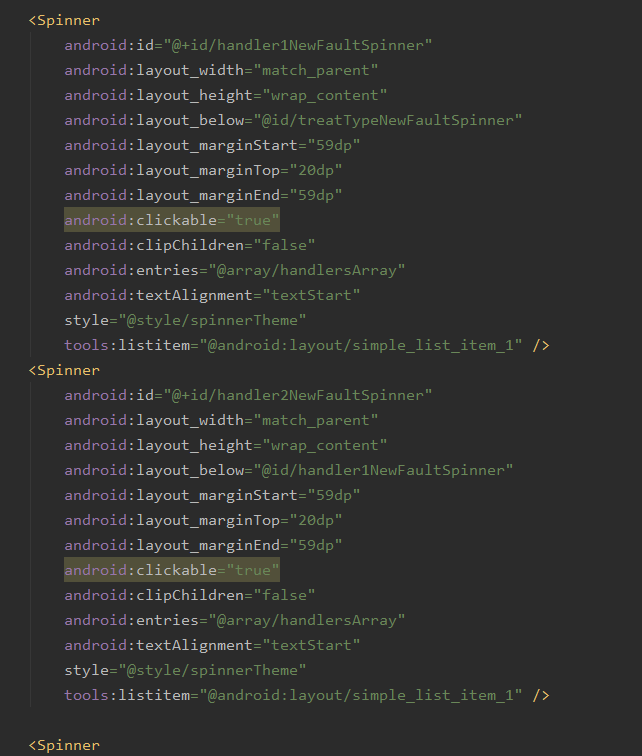 <Spinner
android:id="@+id/handler1NewFaultSpinner"
android:layout_width="match_parent"
android:layout_height="wrap_content"
android:layout_below="@id/treatTypeNewFaultSpinner"
android:layout_marginStart="59dp"
android:layout_marginTop="20dp"
android:layout_marginEnd="59dp"
android:clickable="true"
android:clipChildren="false"
android:entries="@array/handlersArray"
android:textAlignment="textStart"
style="@style/spinnerTheme"
tools:listitem="@android:layout/simple_list_item_1" />
<Spinner
android:id="@+id/handler2NewFaultSpinner"
android:layout_width="match_parent"
android:layout_height="wrap_content"
android:layout_below="@id/handler1NewFaultSpinner"
android:layout_marginStart="59dp"
android:layout_marginTop="20dp"
android:layout_marginEnd="59dp"
android:clickable="true"
android:clipChildren="false"
android:entries="@array/handlersArray"
android:textAlignment="textStart"
style="@style/spinnerTheme"
tools:listitem="@android:layout/simple_list_item_1" />
<Spinner